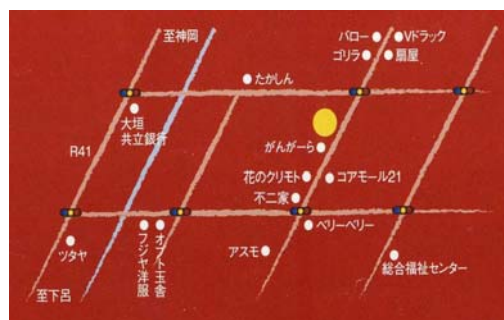 至神岡
バロー
Vドラック
ゴリラ
扇屋
たかしん
大垣
共立銀行
がんがーら
R41
花のクリモト
コアモール21
不二家
ベリーベリー
フジヤ洋服
オプト玉舎
ツタヤ
アスモ
総合福祉センター
至下呂